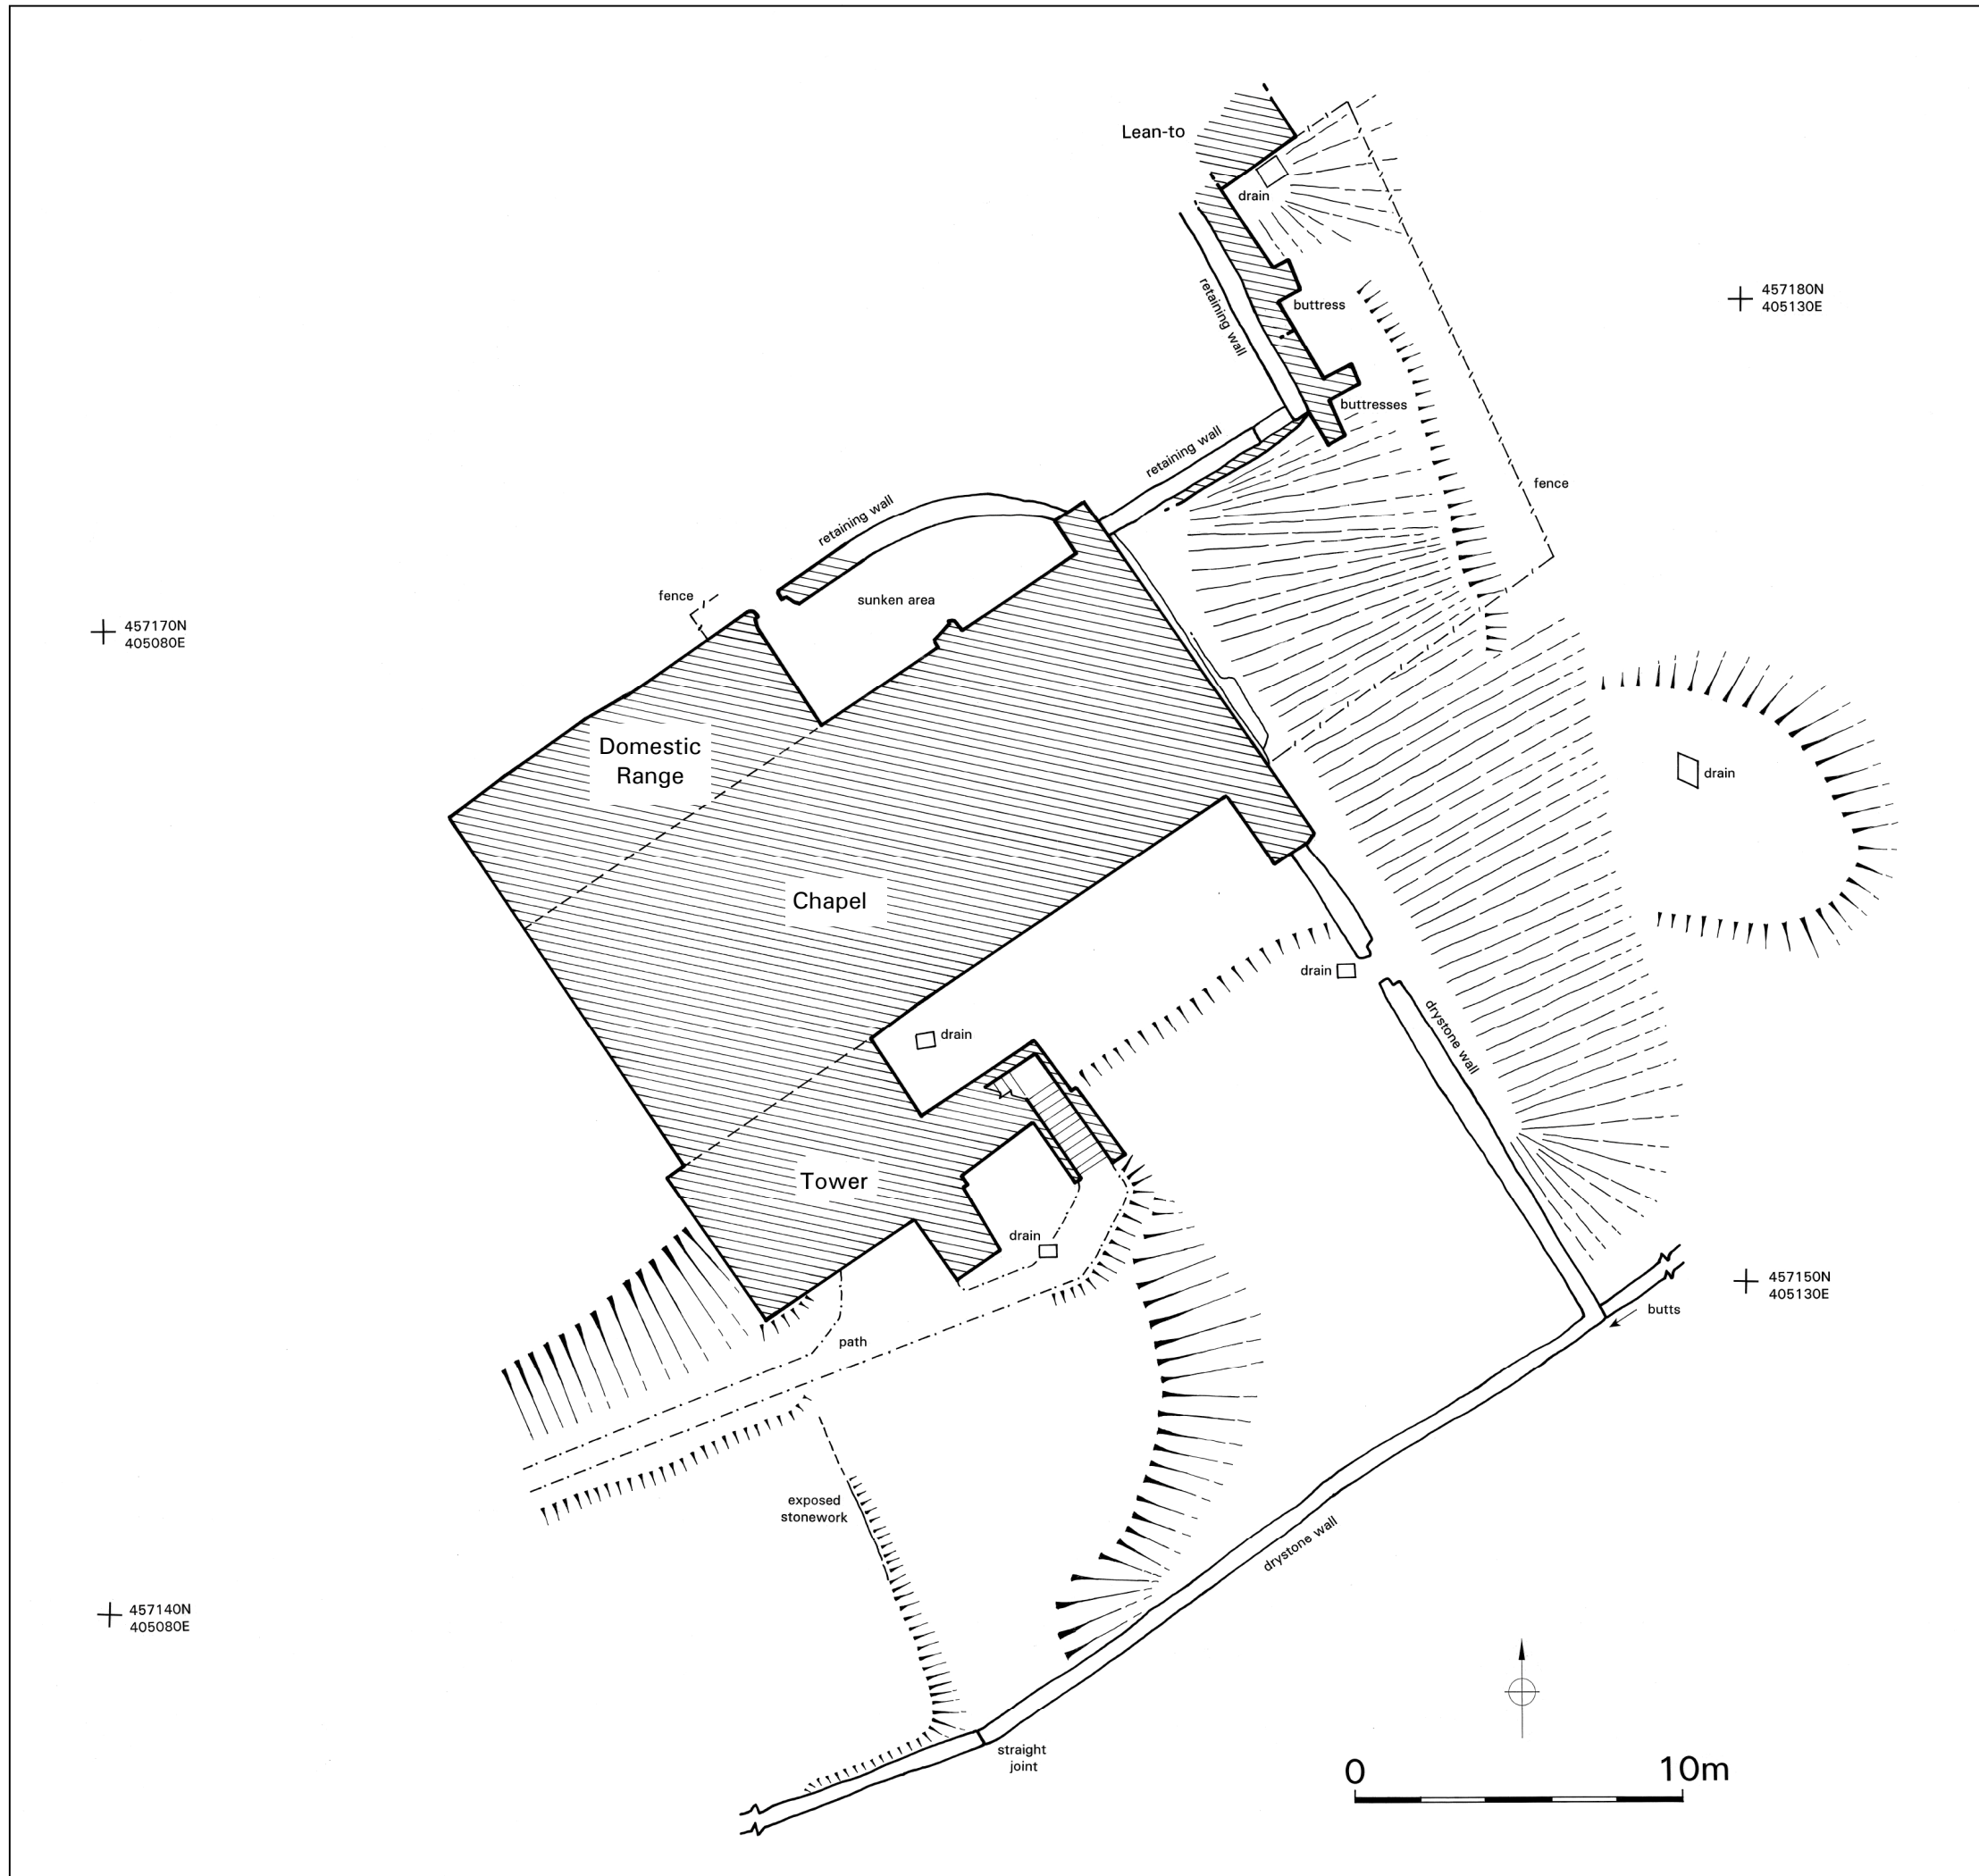 Lean-to
drain
retaining wall
buttress
457180N
405130E
buttresses
retaining wall
fence
retaining wall
fence
sunken area
457170N
405080E
Domestic
Range
drain
Chapel
drain
drain
drystone wall
Tower
drain
457150N
405130E
butts
path
exposed
stonework
drystone wall
457140N
405080E
straight
joint
0 10m